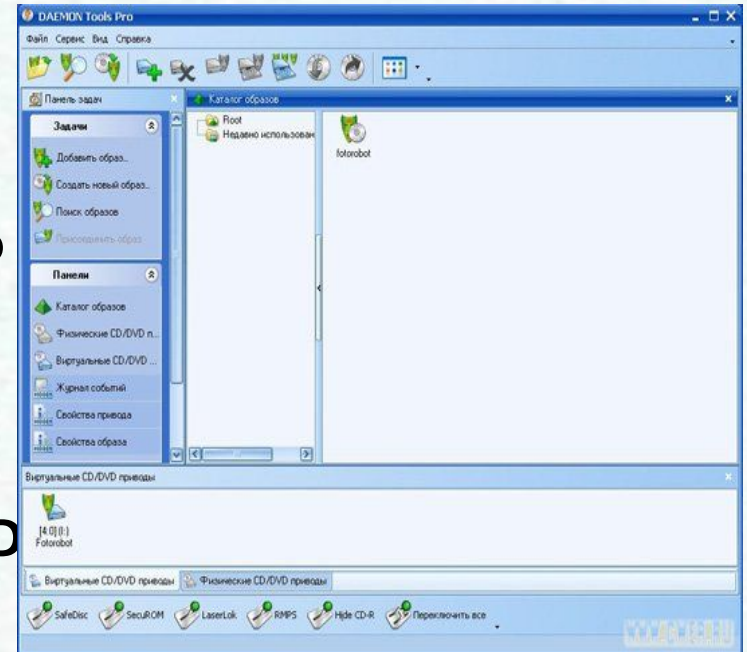 DAEMON Tools Pro
Файл Сервис Вид Справка
Панель задач
Задачи
Добавить образ...
Создать новый образ...
Поиск образов
Присоединить образ
Панели
Каталог образов
Физические CD/DVD п...
Виртуальные CD/DVD ...
Журнал событий
Свойства привода
Свойства образа
Каталог образов
Root
Недавно использован
fotorobot
Виртуальные CD/DVD приводы
[4:0] (I:)
Fotorobot
Виртуальные CD/DVD приводы Физические CD/DVD приводы
SafeDisc SecuROM LaserLok RMPS Hide CD-R Переключить все